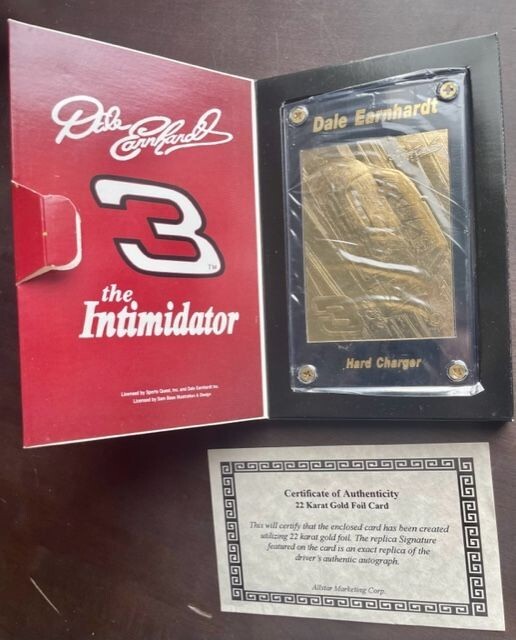 Dale
Earnhardt
3
TM
the
Intimidator
Licensed by Sports Quest, Inc. and Dale Earnhardt Inc.
Licensed by Sam Bass Illustration & Design
Dale Earnhardt
3
Hard Charger
Certificate of Authenticity
22 Karat Gold Foil Card
This will certify that the enclosed card has been created
utilizing 22 karat gold foil. The replica Signature
featured on the card is an exact replica of the
driver's authentic autograph.
Allstar Marketing Corp.